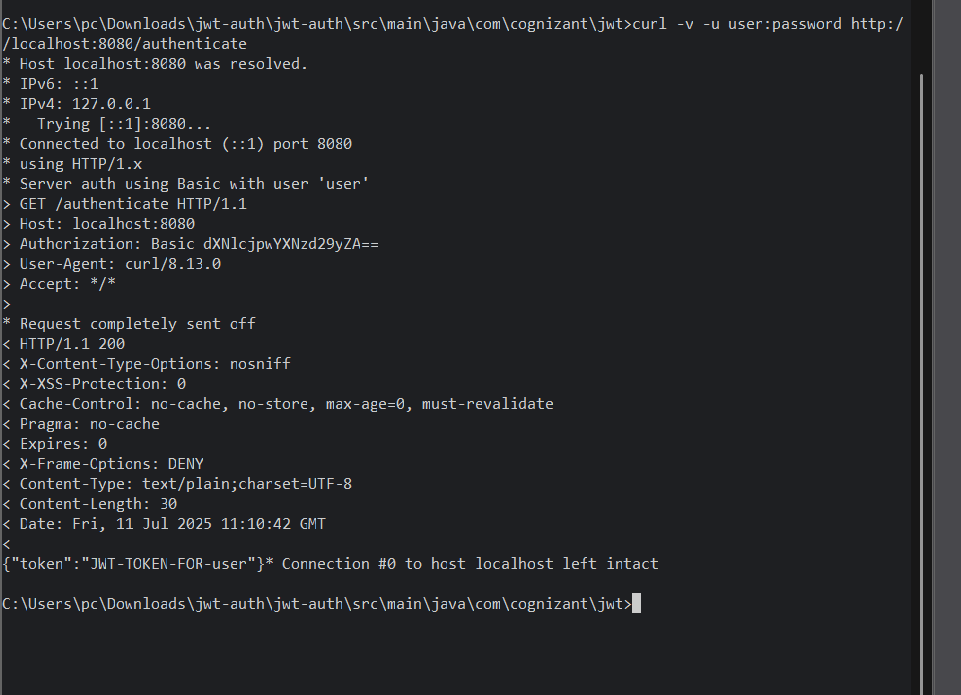 C:\Users\pc\Downloads\jwt-auth\jwt-auth\src\main\java\com\cognizant\jwt>curl -v -u user:password http:/
/localhost:8080/authenticate
* Host localhost:8080 was resolved.
* IPv6: ::1
* IPv4: 127.0.0.1
*   Trying [::1]:8080...
* Connected to localhost (::1) port 8080
* using HTTP/1.x
* Server auth using Basic with user 'user'
> GET /authenticate HTTP/1.1
> Host: localhost:8080
> Authorization: Basic dXNlcjpwYXNzd29yZA==
> User-Agent: curl/8.13.0
> Accept: */*
>
* Request completely sent off
< HTTP/1.1 200
< X-Content-Type-Options: nosniff
< X-XSS-Protection: 0
< Cache-Control: no-cache, no-store, max-age=0, must-revalidate
< Pragma: no-cache
< Expires: 0
< X-Frame-Options: DENY
< Content-Type: text/plain;charset=UTF-8
< Content-Length: 30
< Date: Fri, 11 Jul 2025 11:10:42 GMT
<
{"token":"JWT-TOKEN-FOR-user"}* Connection #0 to host localhost left intact
C:\Users\pc\Downloads\jwt-auth\jwt-auth\src\main\java\com\cognizant\jwt>